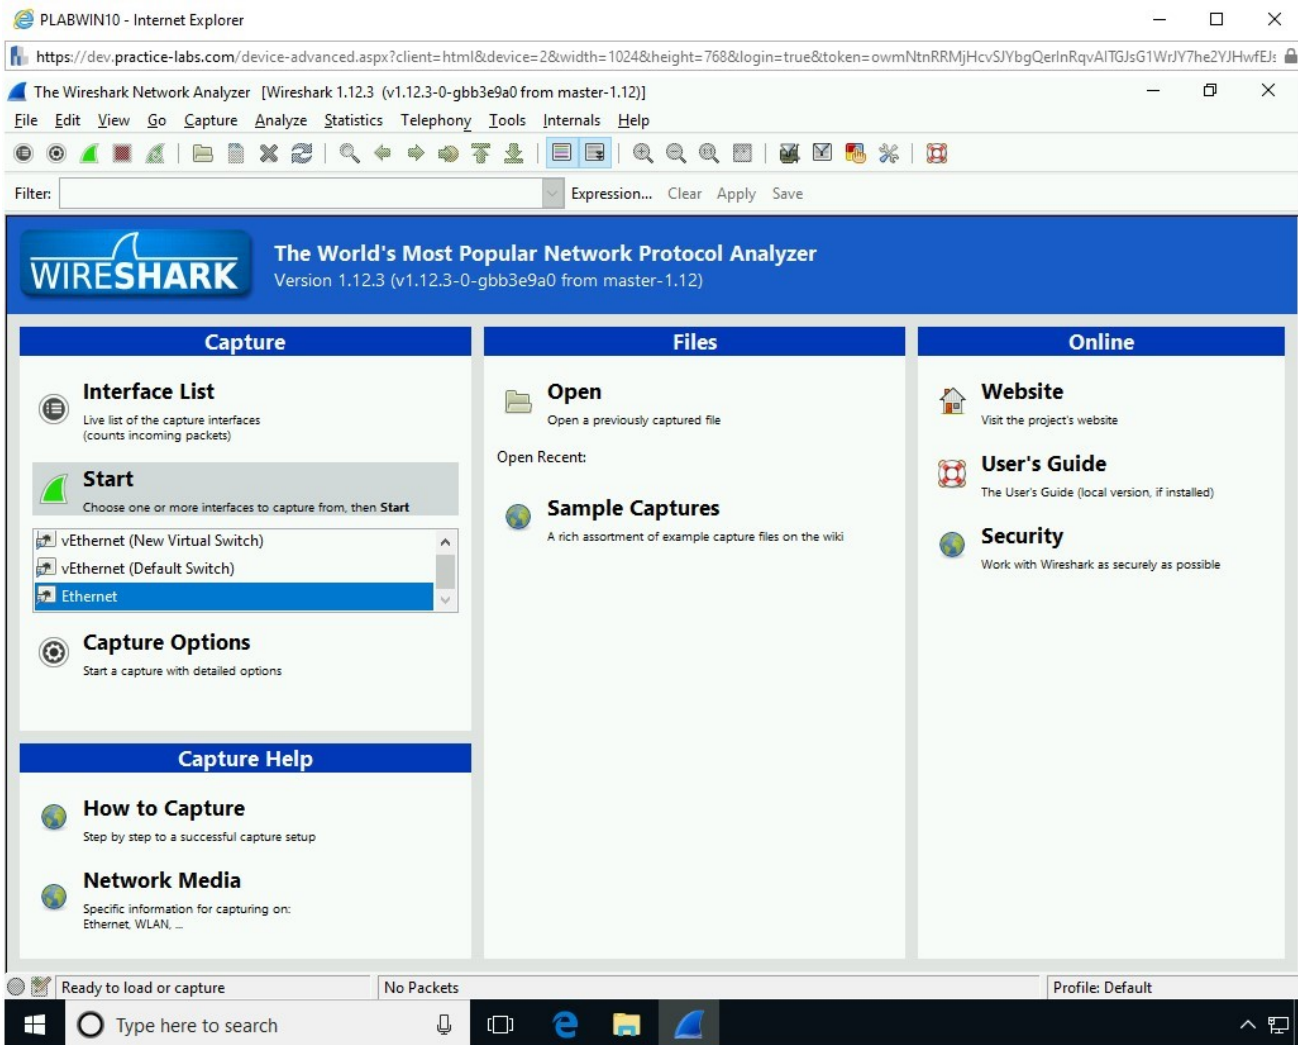 PLABWIN10 - Internet Explorer
https://dev.practice-labs.com/device-advanced.aspx?client=html&device=2&width=1024&height=768&login=true&token=owmNtnRRMjHcvSJYbgQerlnRqvAITGJsG1WrJY7he2YJHwfEJs
The Wireshark Network Analyzer [Wireshark 1.12.3 (v1.12.3-0-gbb3e9a0 from master-1.12)]
File Edit View Go Capture Analyze Statistics Telephony Tools Internals Help
Filter: Expression... Clear Apply Save
WIRESHARK
The World's Most Popular Network Protocol Analyzer
Version 1.12.3 (v1.12.3-0-gbb3e9a0 from master-1.12)
Capture
Interface List
Live list of the capture interfaces
(counts incoming packets)
Start
Choose one or more interfaces to capture from, then Start
vEthernet (New Virtual Switch)
vEthernet (Default Switch)
Ethernet
Capture Options
Start a capture with detailed options
Capture Help
How to Capture
Step by step to a successful capture setup
Network Media
Specific information for capturing on:
Ethernet, WLAN, ...
Files
Open
Open a previously captured file
Open Recent:
Sample Captures
A rich assortment of example capture files on the wiki
Online
Website
Visit the project's website
User's Guide
The User's Guide (local version, if installed)
Security
Work with Wireshark as securely as possible
Ready to load or capture
No Packets
Profile: Default
Type here to search